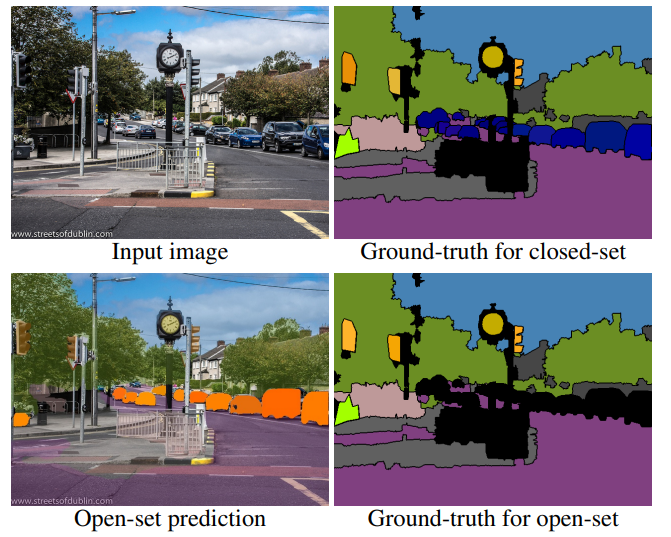 www.streetsofdublin.com
Input image
Ground-truth for closed-set
www.streetsofdublin.com
Open-set prediction
Ground-truth for open-set